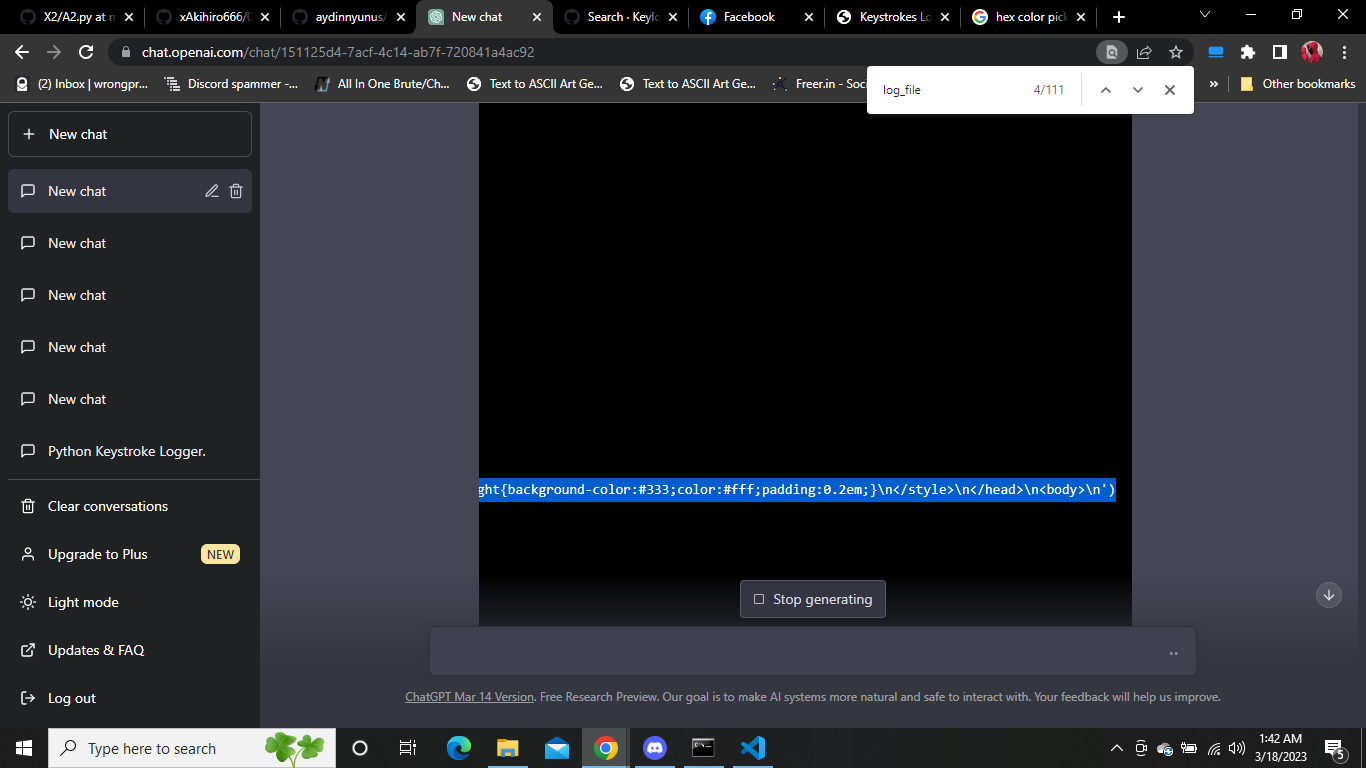 X2/A2.py at m
xAkihiro666/
aydinnyunus/
New chat
Search · Keylo
Facebook
Keystrokes Lo
hex color pick
chat.openai.com/chat/151125d4-7acf-4c14-ab7f-720841a4ac92
(2) Inbox | wrongpr...
Discord spammer -...
All In One Brute/Ch...
Text to ASCII Art Ge...
Text to ASCII Art Ge...
Freer.in - Soci
»
Other bookmarks
log_file
4/111
New chat
New chat
New chat
New chat
New chat
New chat
Python Keystroke Logger.
Clear conversations
Upgrade to Plus
NEW
Light mode
Updates & FAQ
Log out
ght{background-color:#333;color:#fff;padding:0.2em;}\n</style>\n</head>\n<body>\n')
Stop generating
ChatGPT Mar 14 Version. Free Research Preview. Our goal is to make AI systems more natural and safe to interact with. Your feedback will help us improve.
Type here to search
1:42 AM
3/18/2023
5